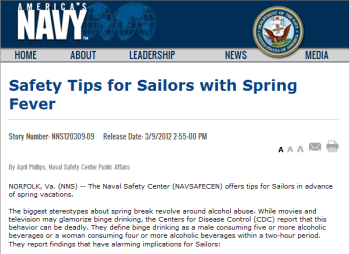 AMERICA'S
NAVY™
HOME ABOUT LEADERSHIP NEWS MEDIA
Safety Tips for Sailors with Spring
Fever
Story Number: NNS120309-09 Release Date: 3/9/2012 2:55:00 PM
A A A
By April Phillips, Naval Safety Center Public Affairs
NORFOLK, Va. (NNS) -- The Naval Safety Center (NAVSAFECEN) offers tips for Sailors in advance
of spring vacations.
The biggest stereotypes about spring break revolve around alcohol abuse. While movies and
television may glamorize binge drinking, the Centers for Disease Control (CDC) report that this
behavior can be deadly. They define binge drinking as a male consuming five or more alcoholic
beverages or a woman consuming four or more alcoholic beverages within a two-hour period.
They report findings that have alarming implications for Sailors: